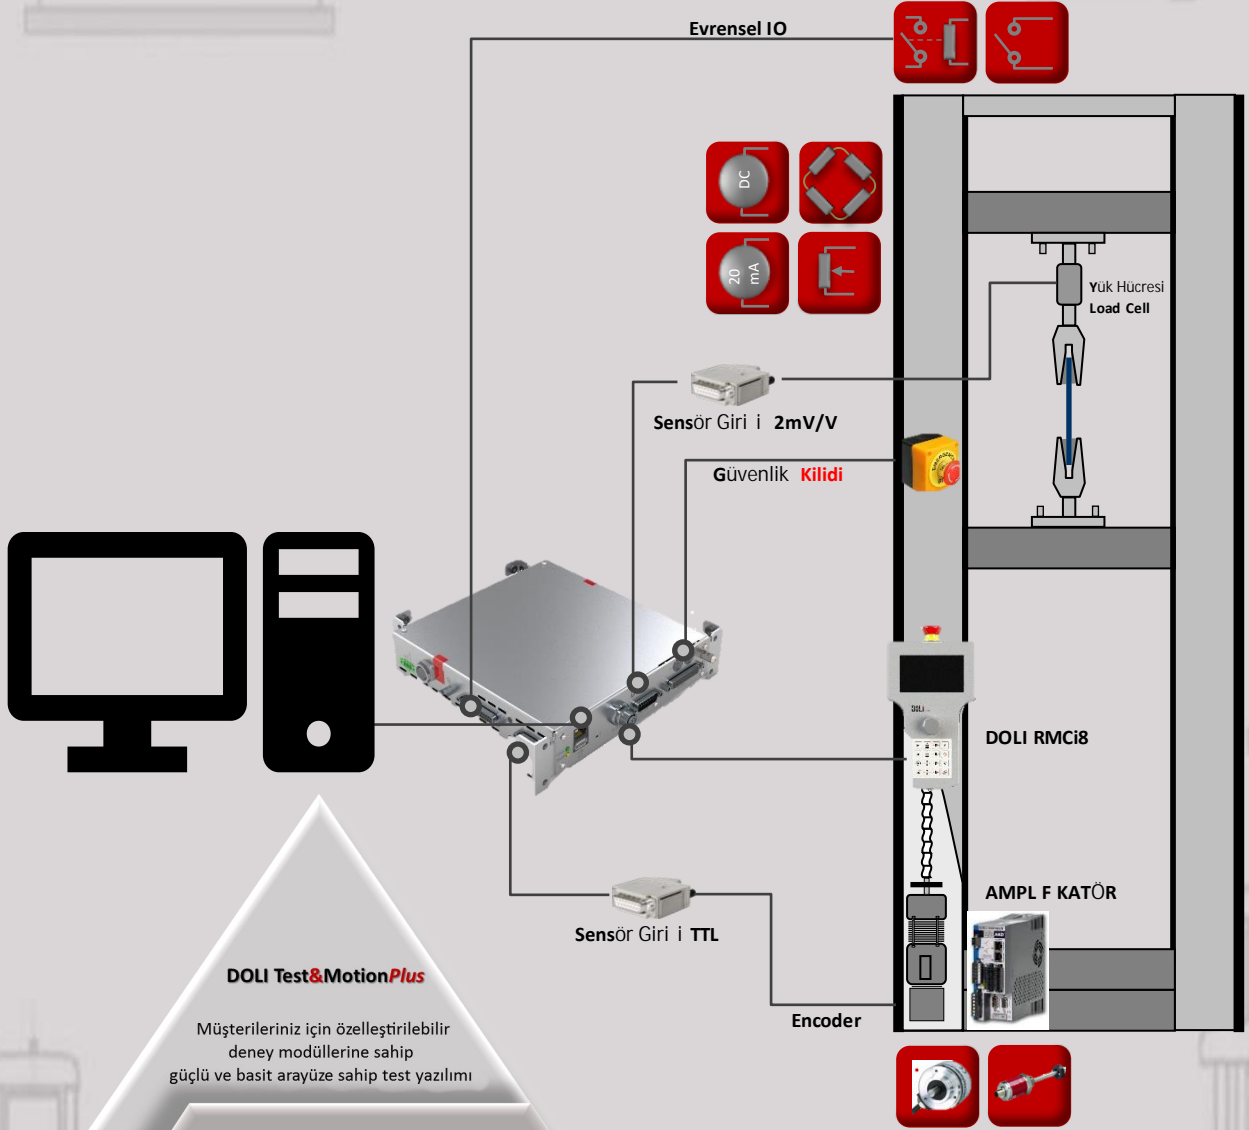 Evrensel IO
DC
20
mA
Yük Hücresi
Load Cell
Sensör Giri i 2mV/V
Güvenlik Kilidi
DOLI
DOLI RMCi8
AMPL F KATÖR
Sensör Giri i TTL
Encoder
DOLI Test&MotionPlus
Müşterileriniz için özelleştirilebilir
deney modüllerine sahip
güçlü ve basit arayüze sahip test yazılımı